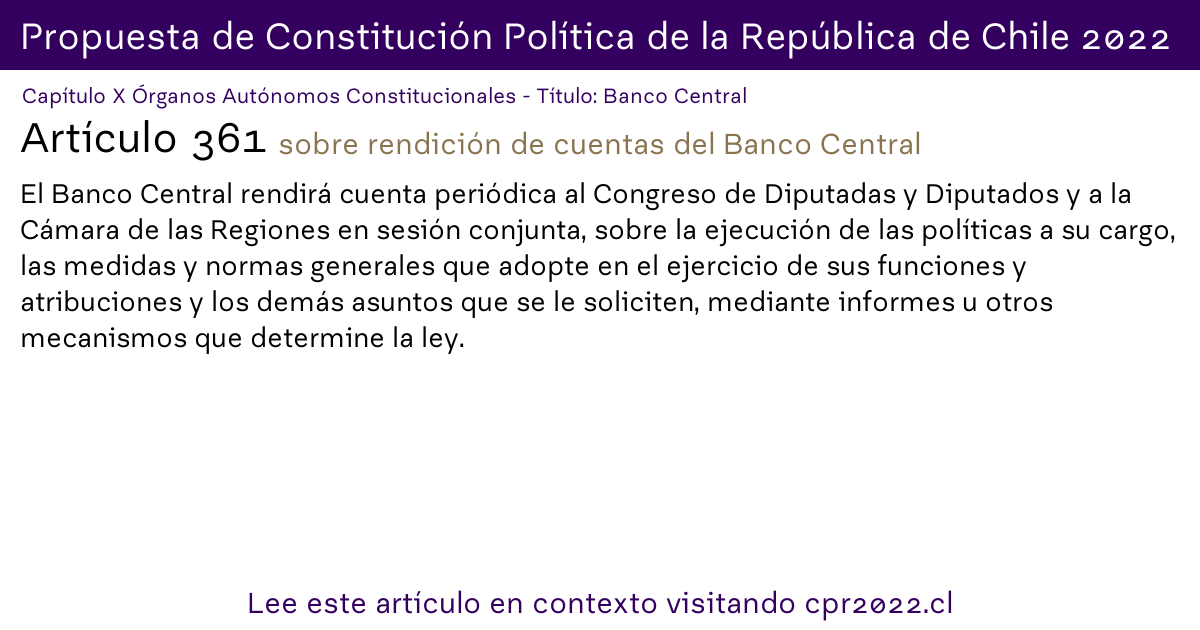 Propuesta de Constitución Política de la República de Chile 2022
Capítulo X Órganos Autónomos Constitucionales - Título: Banco Central
Artículo 361 sobre rendición de cuentas del Banco Central
El Banco Central rendirá cuenta periódica al Congreso de Diputadas y Diputados y a la
Cámara de las Regiones en sesión conjunta, sobre la ejecución de las políticas a su cargo,
las medidas y normas generales que adopte en el ejercicio de sus funciones y
atribuciones y los demás asuntos que se le soliciten, mediante informes u otros
mecanismos que determine la ley.
Lee este artículo en contexto visitando cpr2022.cl